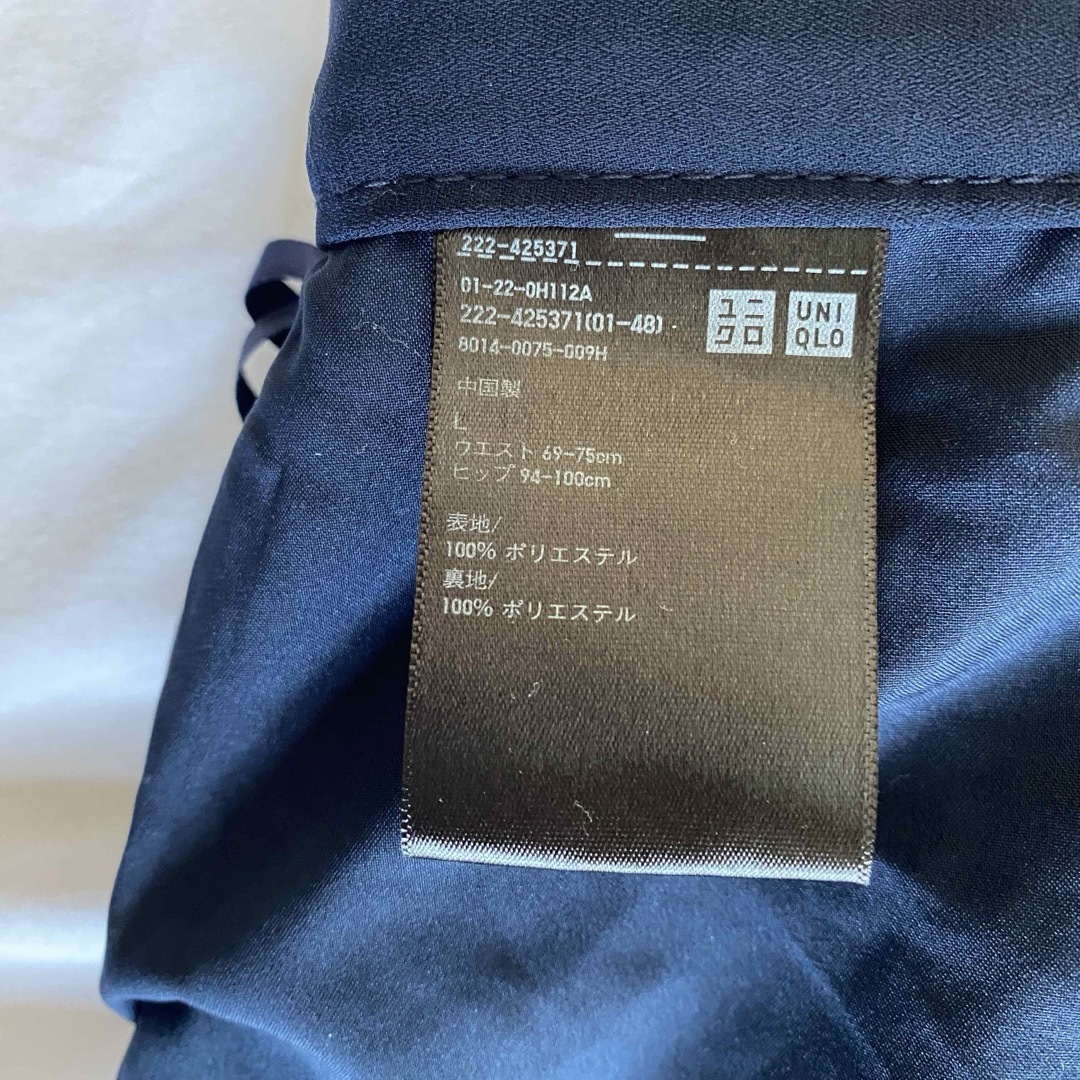 222-425371
01-22-0H112A
222-425371(01-48)
8014-0075-009H
ユニ
クロ
UNI
QLO
中国製
L
ウエスト 69-75cm
ヒップ 94-100cm
表地/
100% ポリエステル
裏地/
100% ポリエステル